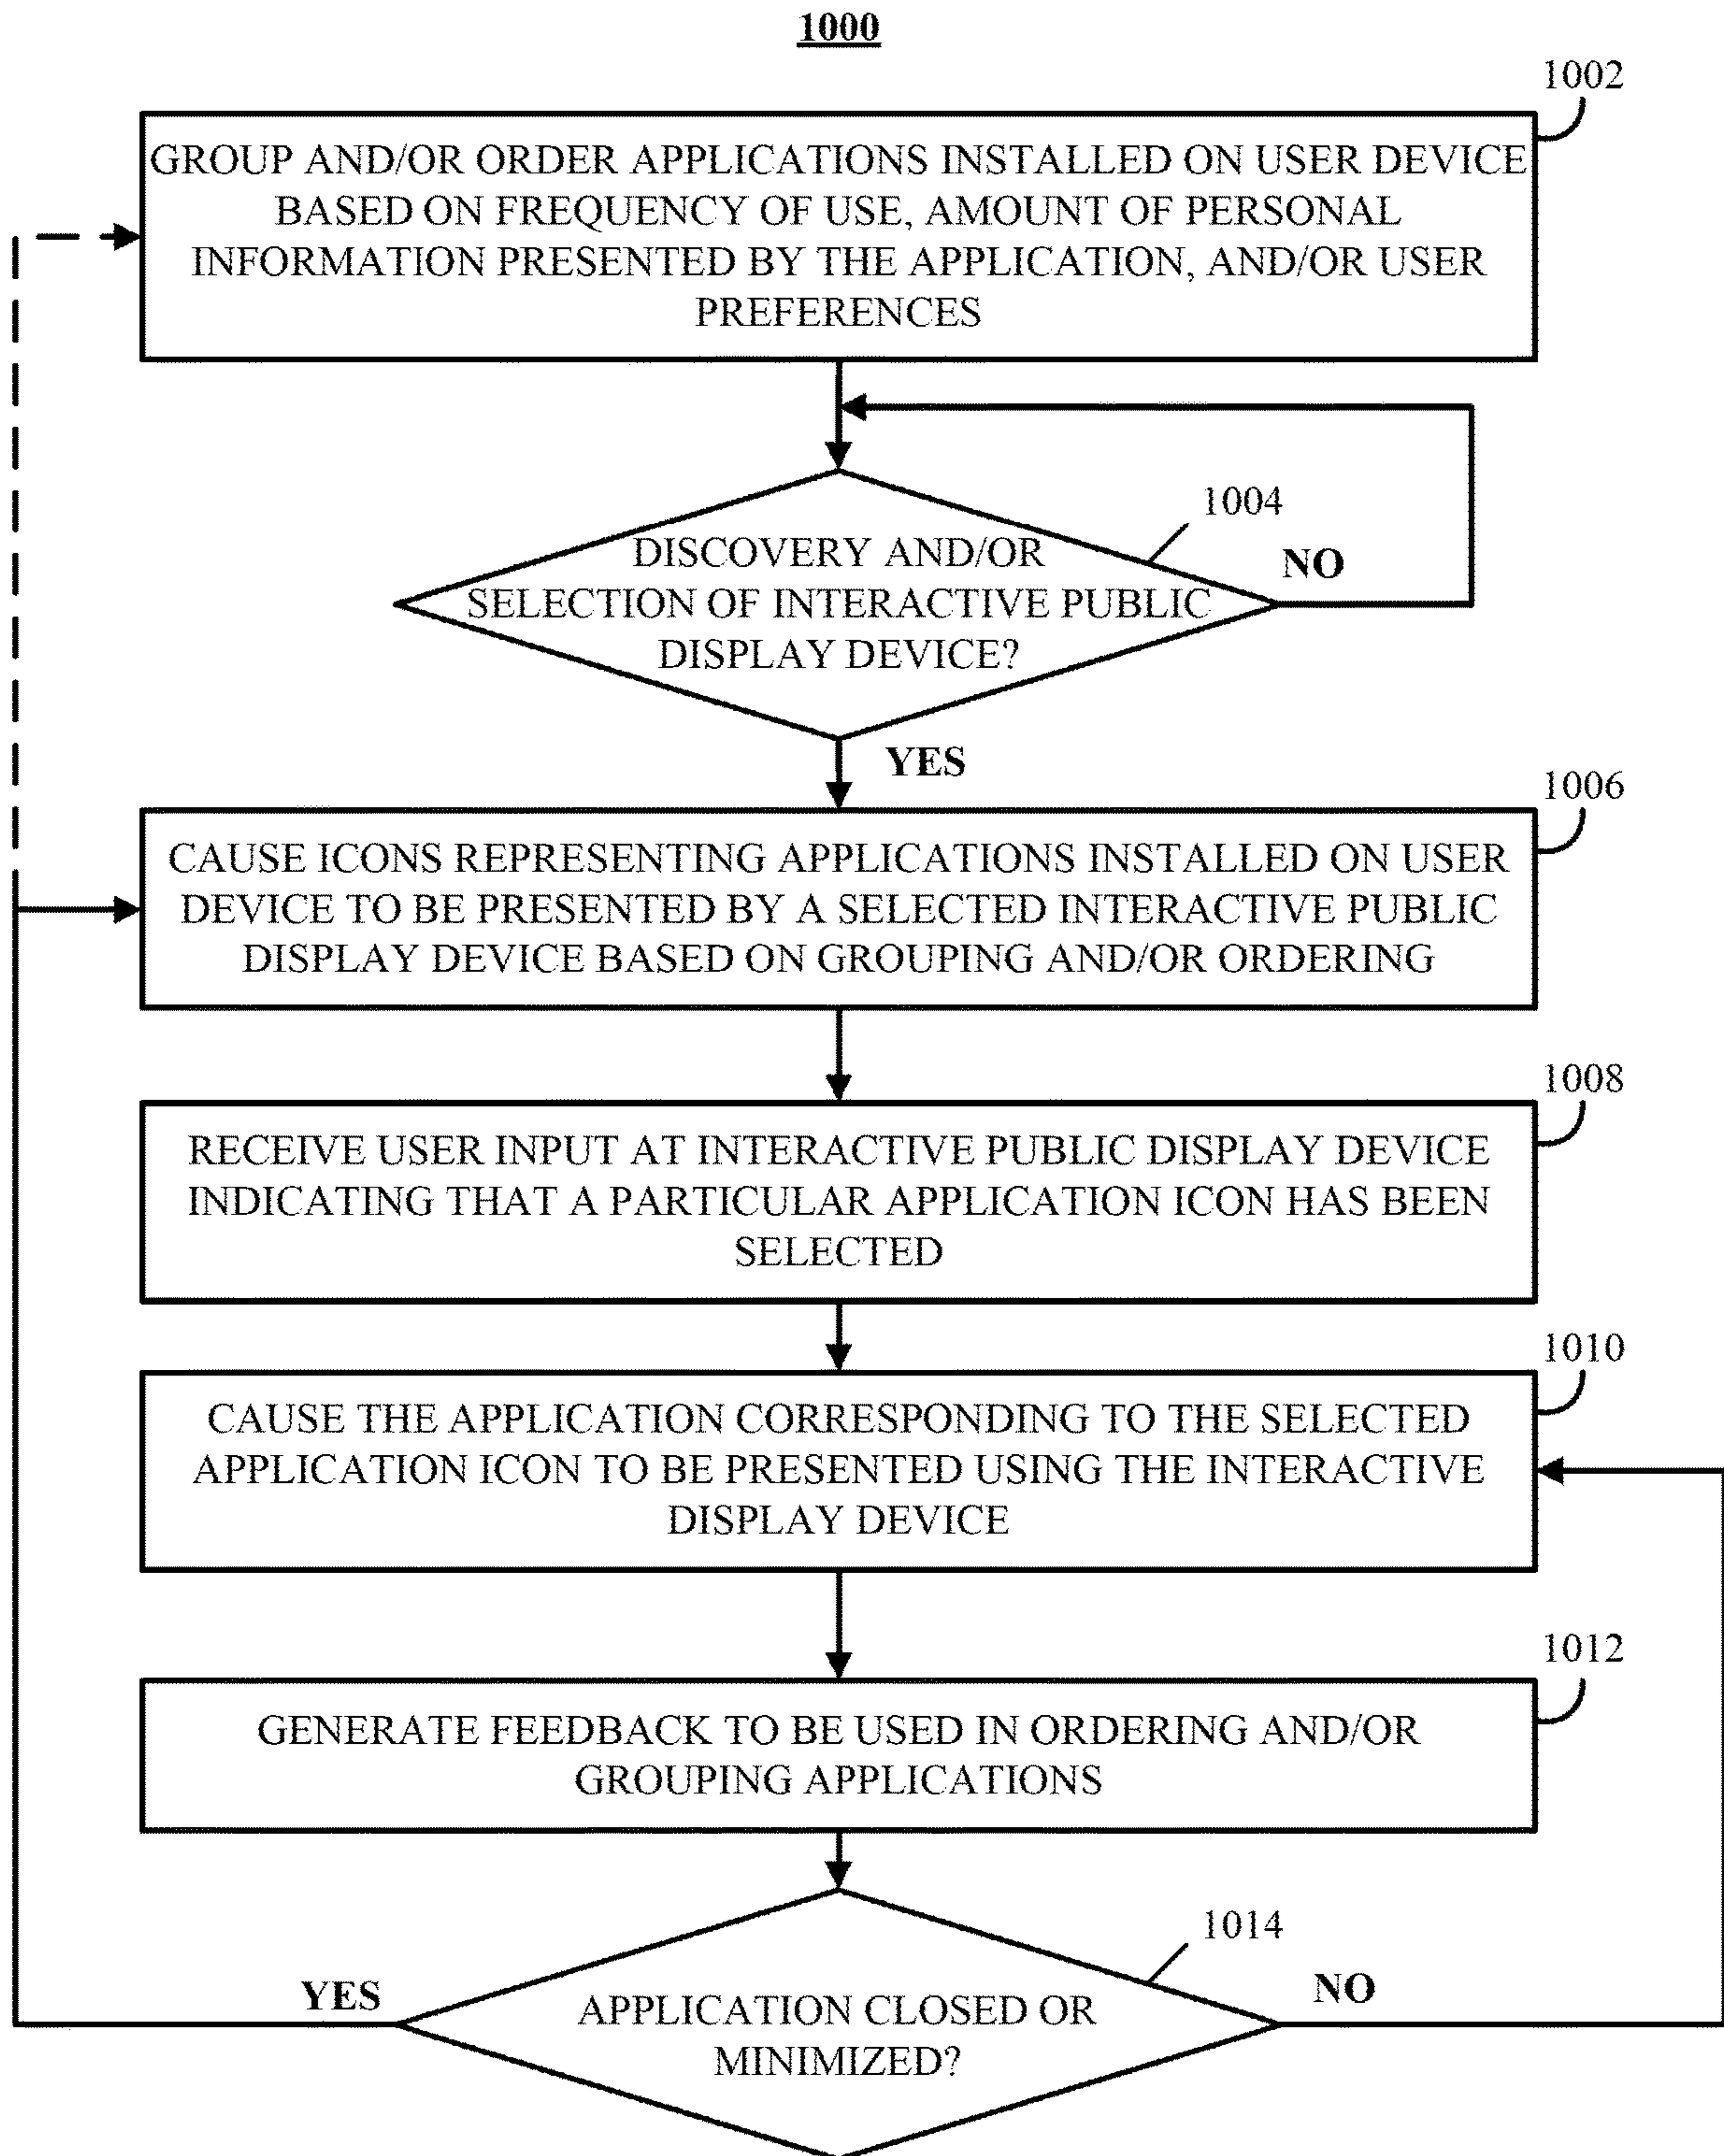 1000
1002
GROUP AND/OR ORDER APPLICATIONS INSTALLED ON USER DEVICE
BASED ON FREQUENCY OF USE, AMOUNT OF PERSONAL
INFORMATION PRESENTED BY THE APPLICATION, AND/OR USER
PREFERENCES
1004
DISCOVERY AND/OR
SELECTION OF INTERACTIVE PUBLIC
DISPLAY DEVICE?
NO
YES
1006
CAUSE ICONS REPRESENTING APPLICATIONS INSTALLED ON USER
DEVICE TO BE PRESENTED BY A SELECTED INTERACTIVE PUBLIC
DISPLAY DEVICE BASED ON GROUPING AND/OR ORDERING
1008
RECEIVE USER INPUT AT INTERACTIVE PUBLIC DISPLAY DEVICE
INDICATING THAT A PARTICULAR APPLICATION ICON HAS BEEN
SELECTED
1010
CAUSE THE APPLICATION CORRESPONDING TO THE SELECTED
APPLICATION ICON TO BE PRESENTED USING THE INTERACTIVE
DISPLAY DEVICE
1012
GENERATE FEEDBACK TO BE USED IN ORDERING AND/OR
GROUPING APPLICATIONS
1014
YES
NO
APPLICATION CLOSED OR
MINIMIZED?